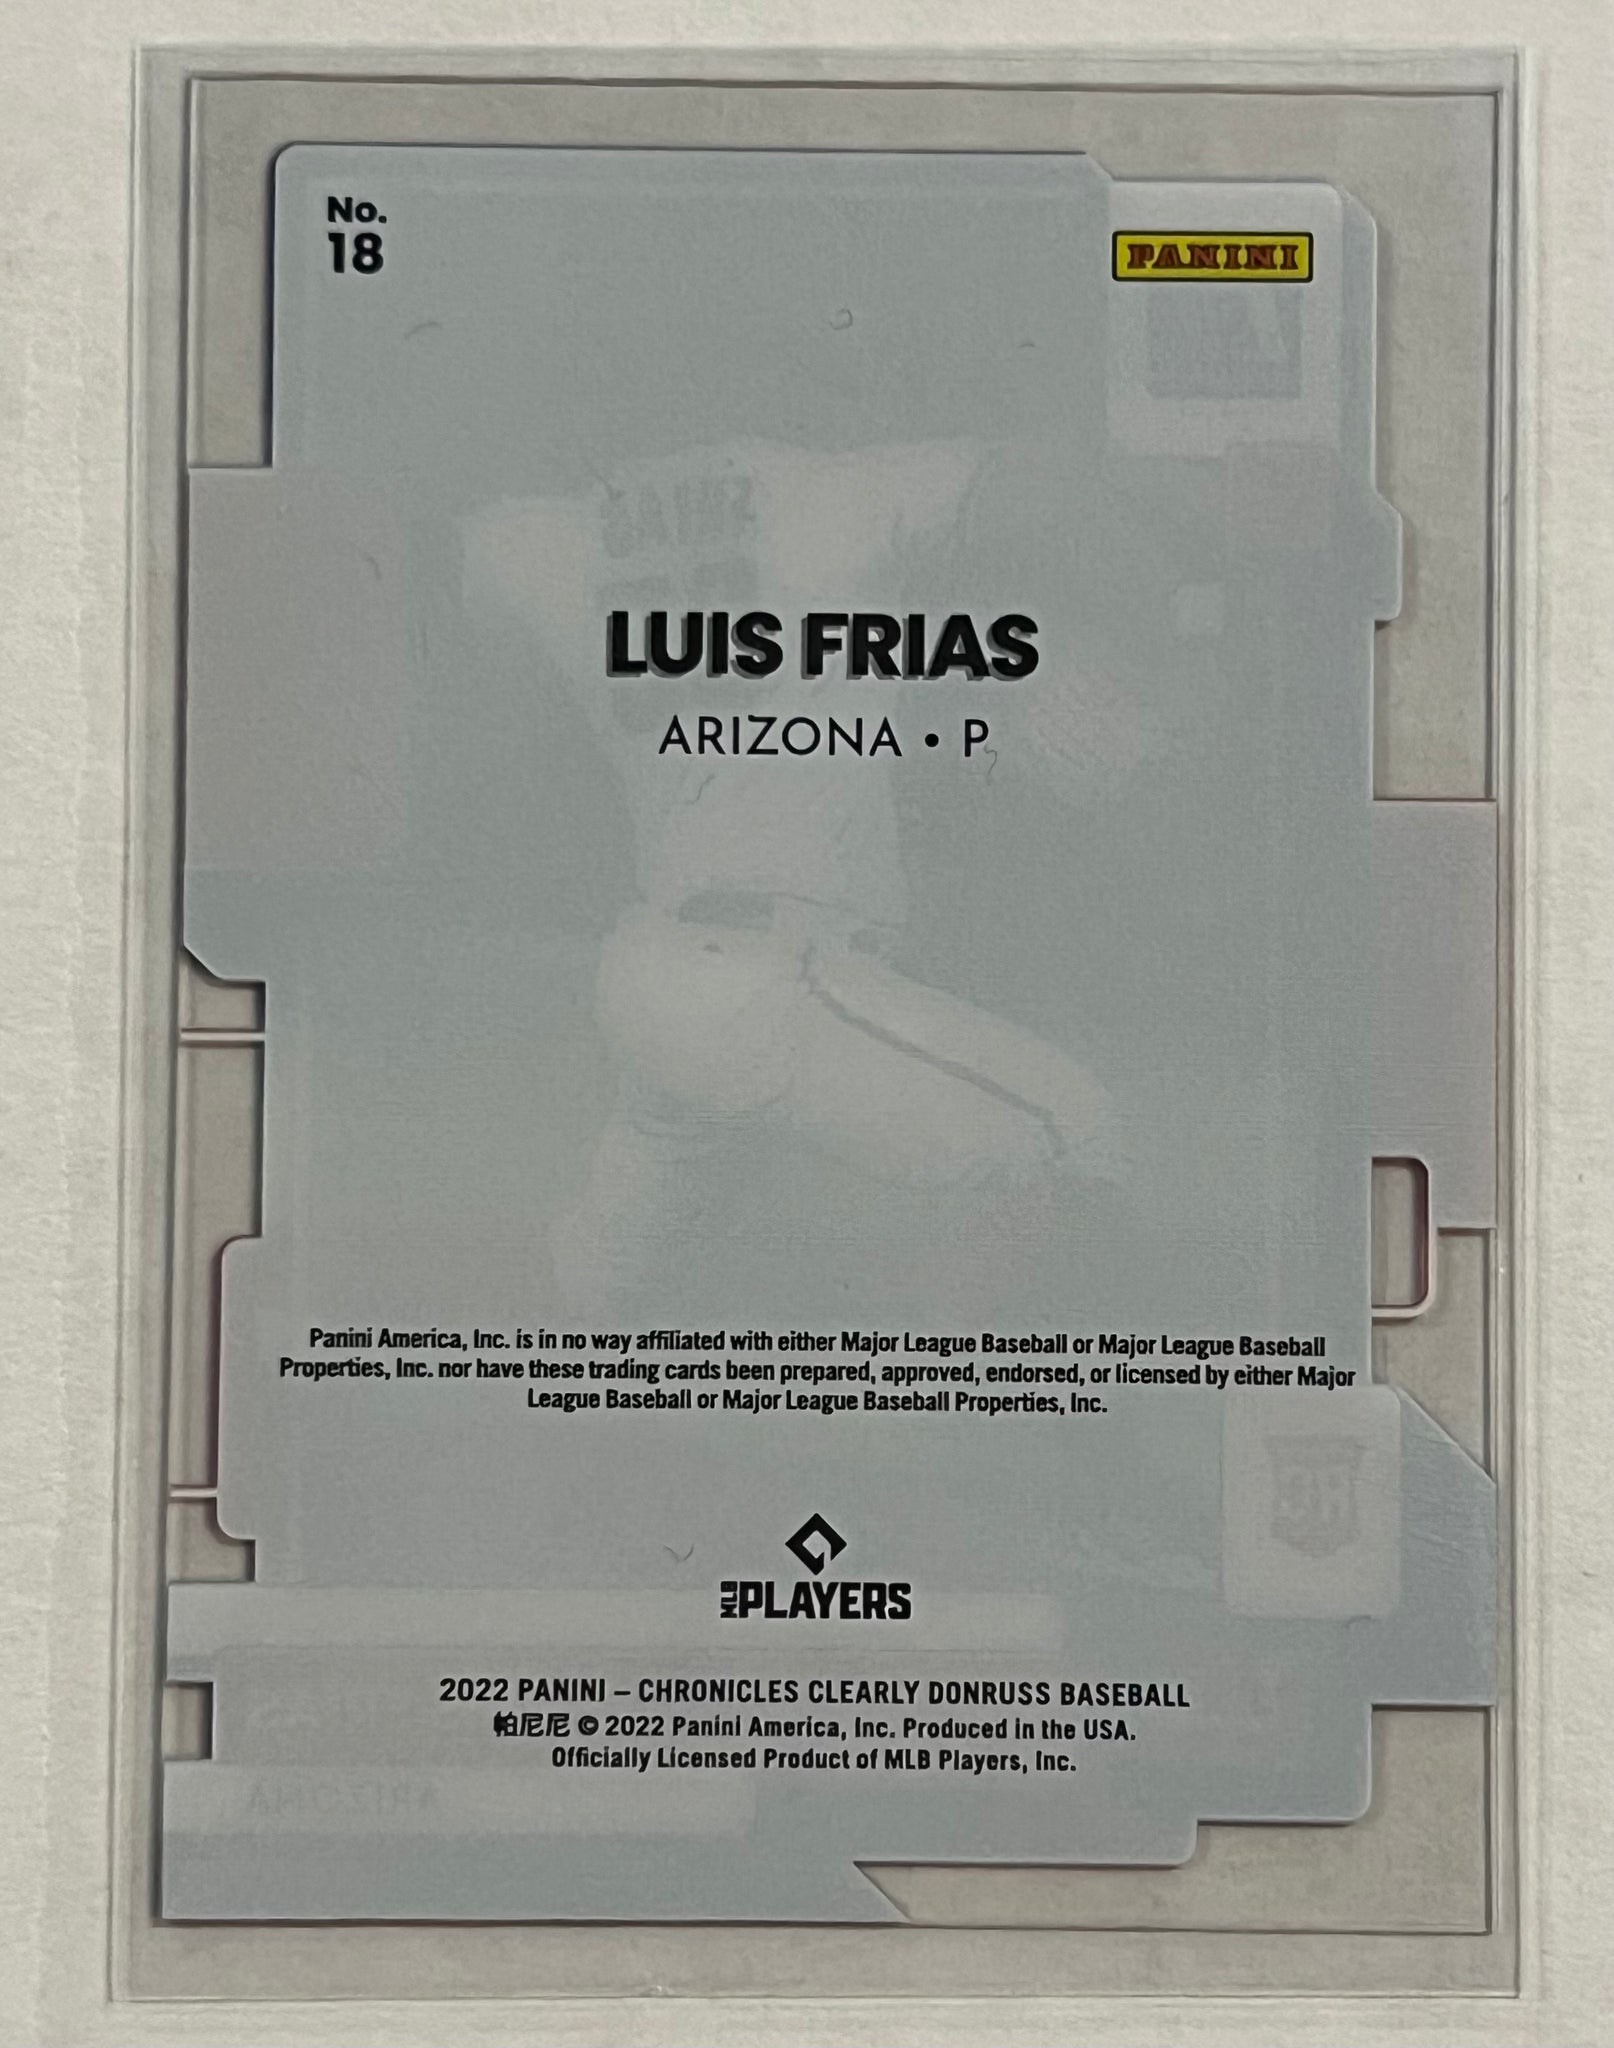 No.
18
PANINI
LUIS FRIAS
ARIZONA • P
Panini America, Inc. is in no way affiliated with either Major League Baseball or Major League Baseball
Properties, Inc. nor have these trading cards been prepared, approved, endorsed, or licensed by either Major
League Baseball or Major League Baseball Properties, Inc.
MLB PLAYERS
2022 PANINI – CHRONICLES CLEARLY DONRUSS BASEBALL
帕尼尼 © 2022 Panini America, Inc. Produced in the USA.
Officially Licensed Product of MLB Players, Inc.
ARIZONA